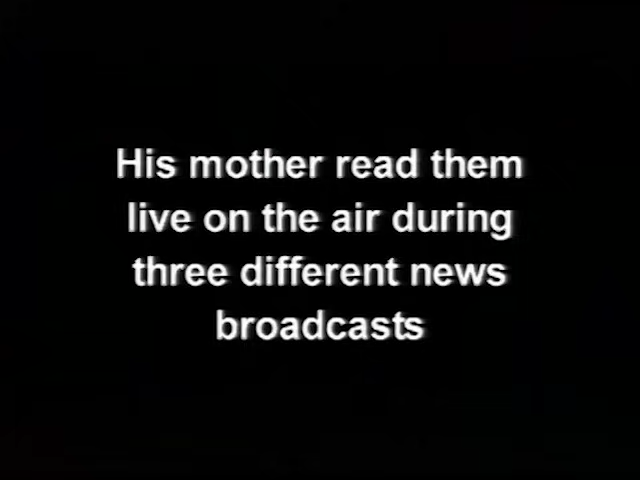 His mother read them
live on the air during
three different news
broadcasts